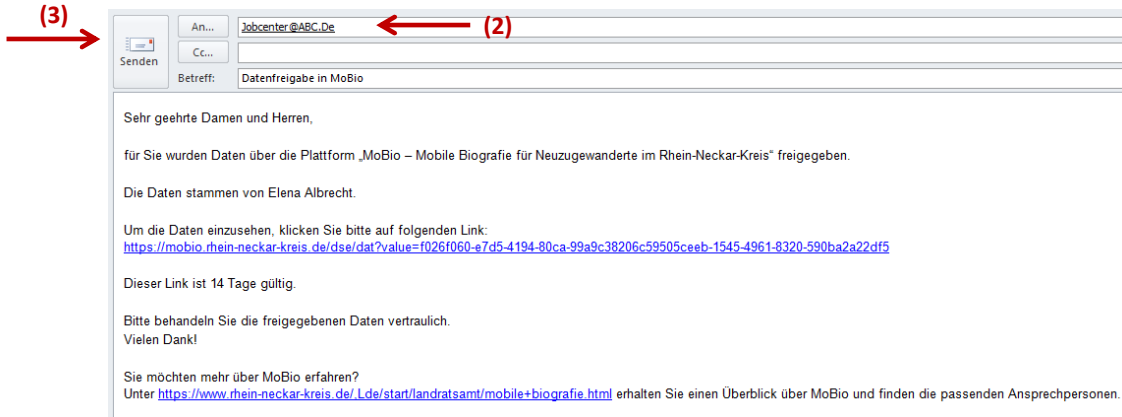 (3)
An... Jobcenter@ABC.De (2)
Cc...
Senden
Betreff: Datenfreigabe in MoBio
Sehr geehrte Damen und Herren,
für Sie wurden Daten über die Plattform „MoBio – Mobile Biografie für Neuzugewanderte im Rhein-Neckar-Kreis“ freigegeben.
Die Daten stammen von Elena Albrecht.
Um die Daten einzusehen, klicken Sie bitte auf folgenden Link:
https://mobio.rhein-neckar-kreis.de/dse/dat?value=f026f060-e7d5-4194-80ca-99a9c38206c59505ceeb-1545-4961-8320-590ba2a22df5
Dieser Link ist 14 Tage gültig.
Bitte behandeln Sie die freigegebenen Daten vertraulich.
Vielen Dank!
Sie möchten mehr über MoBio erfahren?
Unter https://www.rhein-neckar-kreis.de/,Lde/start/landratsamt/mobile+biografie.html erhalten Sie einen Überblick über MoBio und finden die passenden Ansprechpersonen.